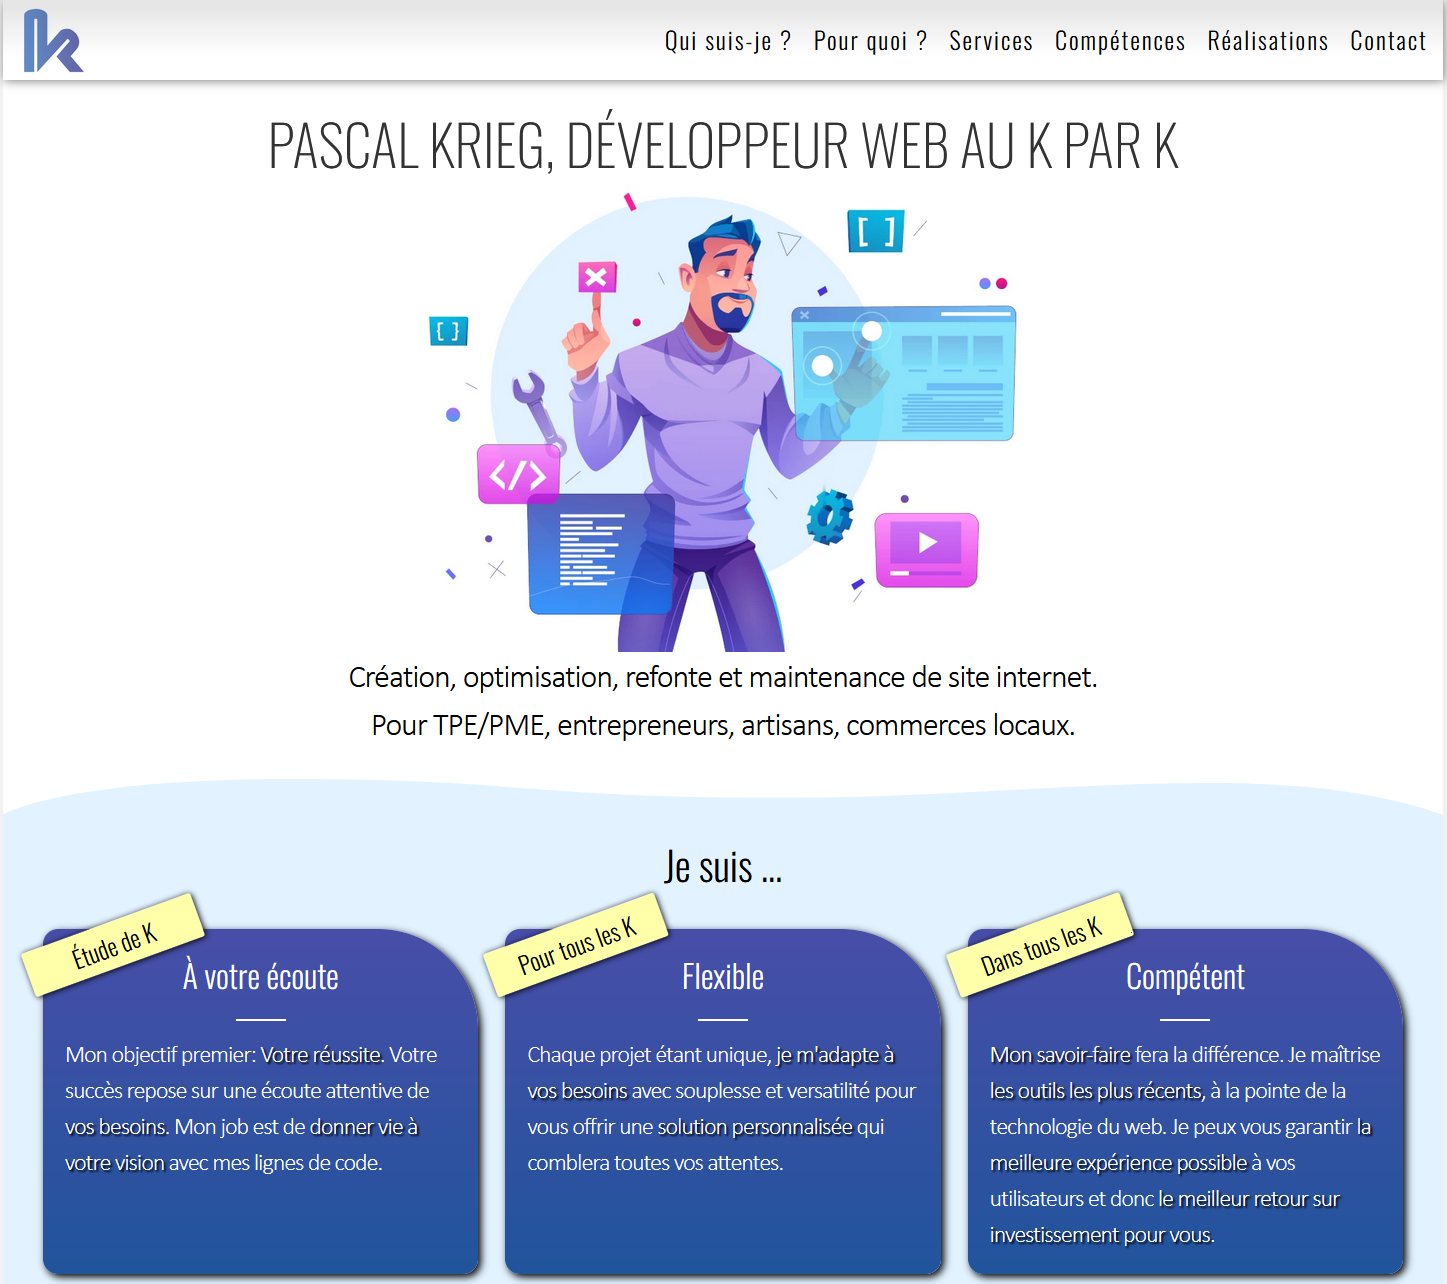 k
Qui suis-je ? Pour quoi ? Services Compétences Réalisations Contact
PASCAL KRIEG, DÉVELOPPEUR WEB AU K PAR K
[ ]
{ }
</>
Création, optimisation, refonte et maintenance de site internet.
Pour TPE/PME, entrepreneurs, artisans, commerces locaux.
Je suis ...
Étude de K
À votre écoute
Mon objectif premier: Votre réussite. Votre
succès repose sur une écoute attentive de
vos besoins. Mon job est de donner vie à
votre vision avec mes lignes de code.
Pour tous les K
Flexible
Chaque projet étant unique, je m'adapte à
vos besoins avec souplesse et versatilité pour
vous offrir une solution personnalisée qui
comblera toutes vos attentes.
Dans tous les K
Compétent
Mon savoir-faire fera la différence. Je maîtrise
les outils les plus récents, à la pointe de la
technologie du web. Je peux vous garantir la
meilleure expérience possible à vos
utilisateurs et donc le meilleur retour sur
investissement pour vous.